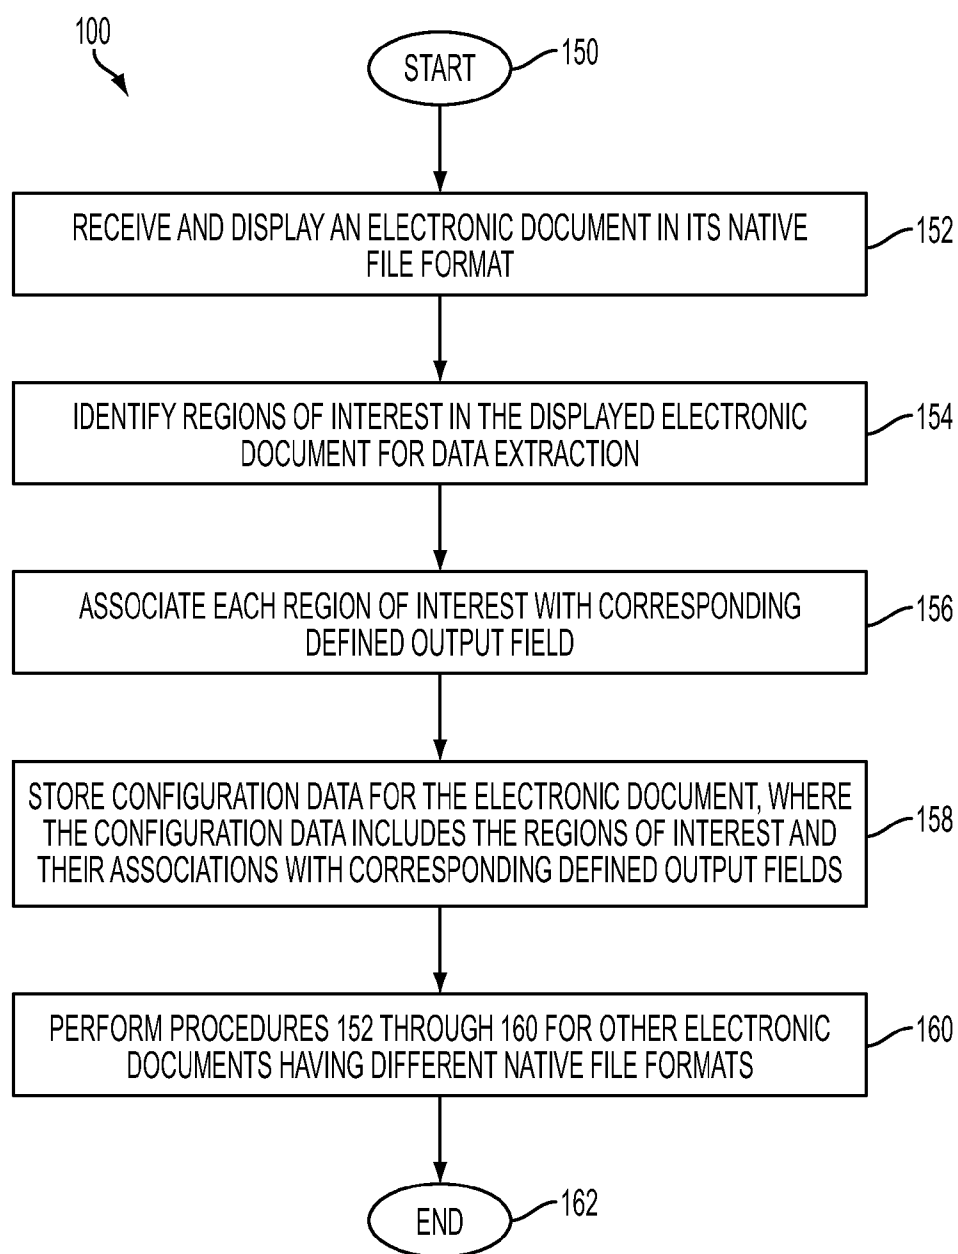 100
START
150
RECEIVE AND DISPLAY AN ELECTRONIC DOCUMENT IN ITS NATIVE
FILE FORMAT
152
IDENTIFY REGIONS OF INTEREST IN THE DISPLAYED ELECTRONIC
DOCUMENT FOR DATA EXTRACTION
154
ASSOCIATE EACH REGION OF INTEREST WITH CORRESPONDING
DEFINED OUTPUT FIELD
156
STORE CONFIGURATION DATA FOR THE ELECTRONIC DOCUMENT, WHERE
THE CONFIGURATION DATA INCLUDES THE REGIONS OF INTEREST AND
THEIR ASSOCIATIONS WITH CORRESPONDING DEFINED OUTPUT FIELDS
158
PERFORM PROCEDURES 152 THROUGH 160 FOR OTHER ELECTRONIC
DOCUMENTS HAVING DIFFERENT NATIVE FILE FORMATS
160
END
162